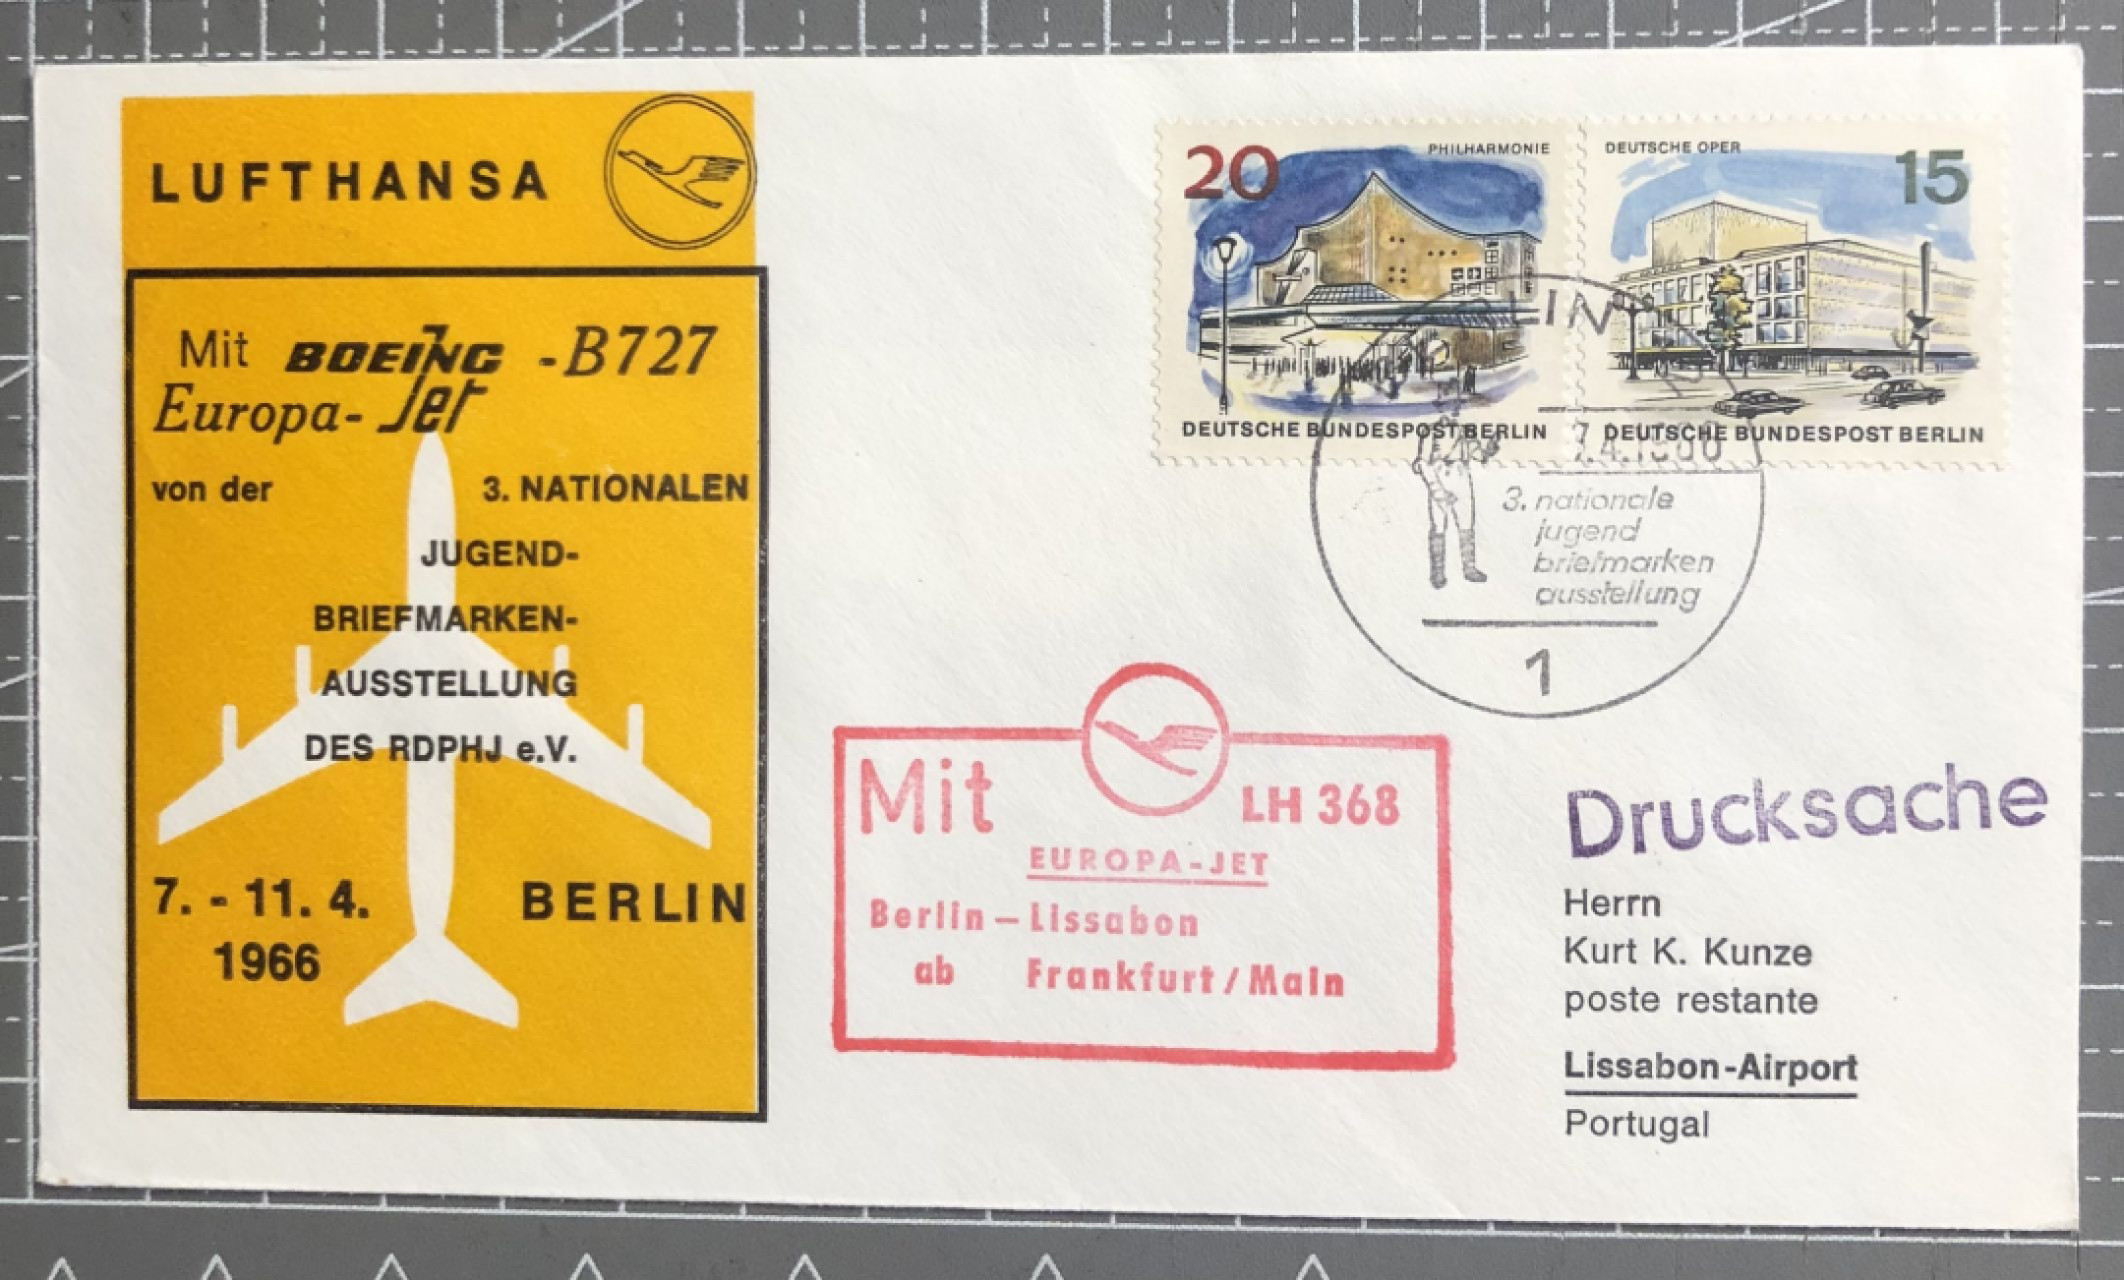 LUFTHANSA
Mit BOEING Jet -B727
Europa-
von der 3. NATIONALEN
JUGEND-
BRIEFMARKEN-
AUSSTELLUNG
DES RDPHJ e.V.
7. - 11. 4. BERLIN
1966
20 PHILHARMONIE
DEUTSCHE BUNDESPOST BERLIN
DEUTSCHE OPER 15
DEUTSCHE BUNDESPOST BERLIN
3. nationale
jugend
briefmarken
ausstellung
1
Mit LH 368
EUROPA-JET
Berlin – Lissabon
ab Frankfurt / Main
Drucksache
Herrn
Kurt K. Kunze
poste restante
Lissabon-Airport
Portugal